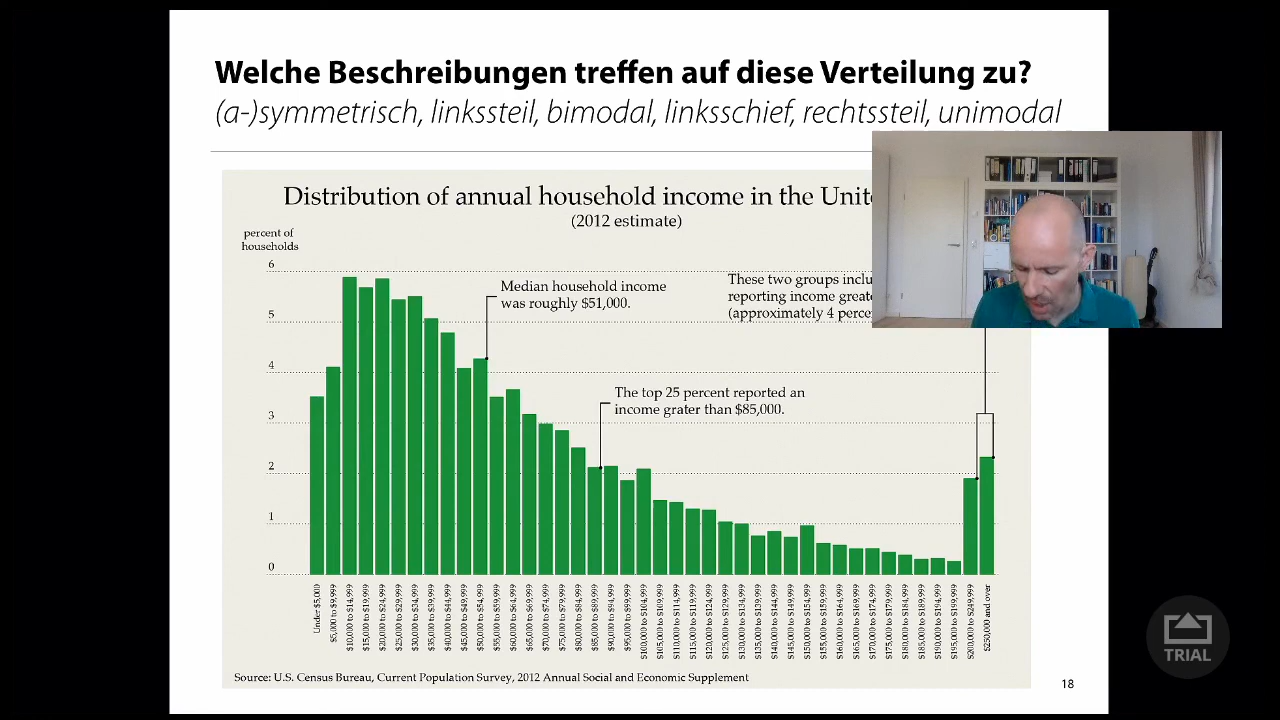 Welche Beschreibungen treffen auf diese Verteilung zu?
(a-)symmetrisch, linkssteil, bimodal, linksschief, rechtssteil, unimodal
Distribution of annual household income in the
(2012 estimate)
percent of
households
6
5
4
3
2
1
0
Median household income
was roughly $51,000.
These two groups
reporting income
(approximately 4
The top 25 percent reported an
income grater than $85,000.
Under $5,000
$5,000 to $9,999
$10,000 to $14,999
$15,000 to $19,999
$20,000 to $24,999
$25,000 to $29,999
$30,000 to $34,999
$35,000 to $39,999
$40,000 to $44,999
$45,000 to $49,999
$50,000 to $54,999
$55,000 to $59,999
$60,000 to $64,999
$65,000 to $69,999
$70,000 to $74,999
$75,000 to $79,999
$80,000 to $84,999
$85,000 to $89,999
$90,000 to $94,999
$95,000 to $99,999
$100,000 to $104,999
$105,000 to $109,999
$110,000 to $114,999
$115,000 to $119,999
$120,000 to $124,999
$125,000 to $129,999
$130,000 to $134,999
$135,000 to $139,999
$140,000 to $144,999
$145,000 to $149,999
$150,000 to $154,999
$155,000 to $159,999
$160,000 to $164,999
$165,000 to $169,999
$170,000 to $174,999
$175,000 to $179,999
$180,000 to $184,999
$185,000 to $189,999
$190,000 to $194,999
$195,000 to $199,999
$200,000 to $249,999
$250,000 and over
Source: U.S. Census Bureau, Current Population Survey, 2012 Annual Social and Economic Supplement
18
TRIAL